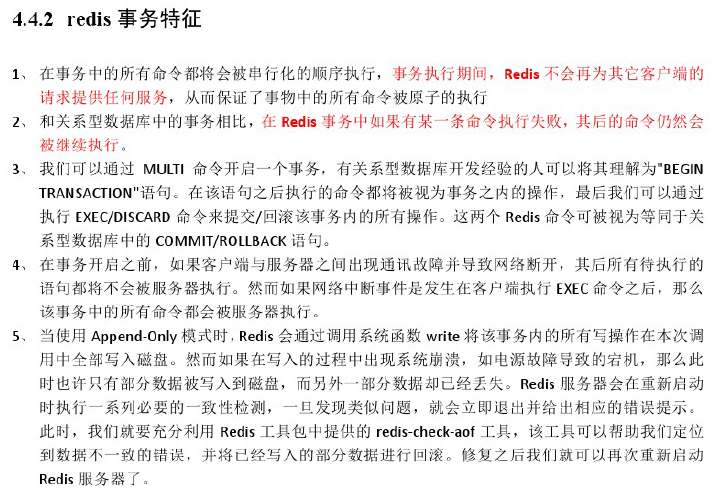 4.4.2 redis 事务特征
1、 在事务中的所有命令都将会被串行化的顺序执行，事务执行期间，Redis 不会再为其它客户端的
请求提供任何服务，从而保证了事物中的所有命令被原子的执行
2、 和关系型数据库中的事务相比，在 Redis 事务中如果有某一条命令执行失败，其后的命令仍然会
被继续执行。
3、 我们可以通过 MULTI 命令开启一个事务，有关系型数据库开发经验的人可以将其理解为"BEGIN
TRANSACTION"语句。在该语句之后执行的命令都将被视为事务之内的操作，最后我们可以通过
执行 EXEC/DISCARD 命令来提交/回滚该事务内的所有操作。这两个 Redis 命令可被视为等同于关
系型数据库中的 COMMIT/ROLLBACK 语句。
4、 在事务开启之前，如果客户端与服务器之间出现通讯故障并导致网络断开，其后所有待执行的
语句都将不会被服务器执行。然而如果网络中断事件是发生在客户端执行 EXEC 命令之后，那么
该事务中的所有命令都会被服务器执行。
5、 当使用 Append-Only 模式时，Redis 会通过调用系统函数 write 将该事务内的所有写操作在本次调
用中全部写入磁盘。然而如果在写入的过程中出现系统崩溃，如电源故障导致的宕机，那么此
时也许只有部分数据被写入到磁盘，而另外一部分数据却已经丢失。Redis 服务器会在重新启动
时执行一系列必要的一致性检测，一旦发现类似问题，就会立即退出并给出相应的错误提示。
此时，我们就要充分利用 Redis 工具包中提供的 redis-check-aof 工具，该工具可以帮助我们定位
到数据不一致的错误，并将已经写入的部分数据进行回滚。修复之后我们就可以再次重新启动
Redis 服务器了。